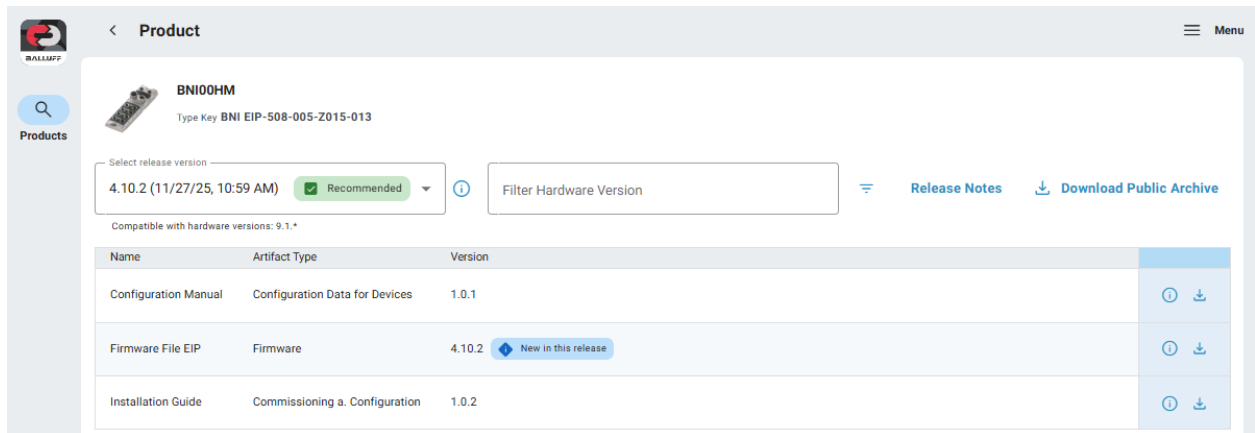 BALLUFF
Products
Product
Menu
BNI00HM
Type Key BNI EIP-508-005-Z015-013
Select release version
4.10.2 (11/27/25, 10:59 AM) Recommended
Filter Hardware Version
Release Notes
Download Public Archive
Compatible with hardware versions: 9.1.*
Name Artifact Type Version
Configuration Manual Configuration Data for Devices 1.0.1
Firmware File EIP Firmware 4.10.2 New in this release
Installation Guide Commissioning a. Configuration 1.0.2